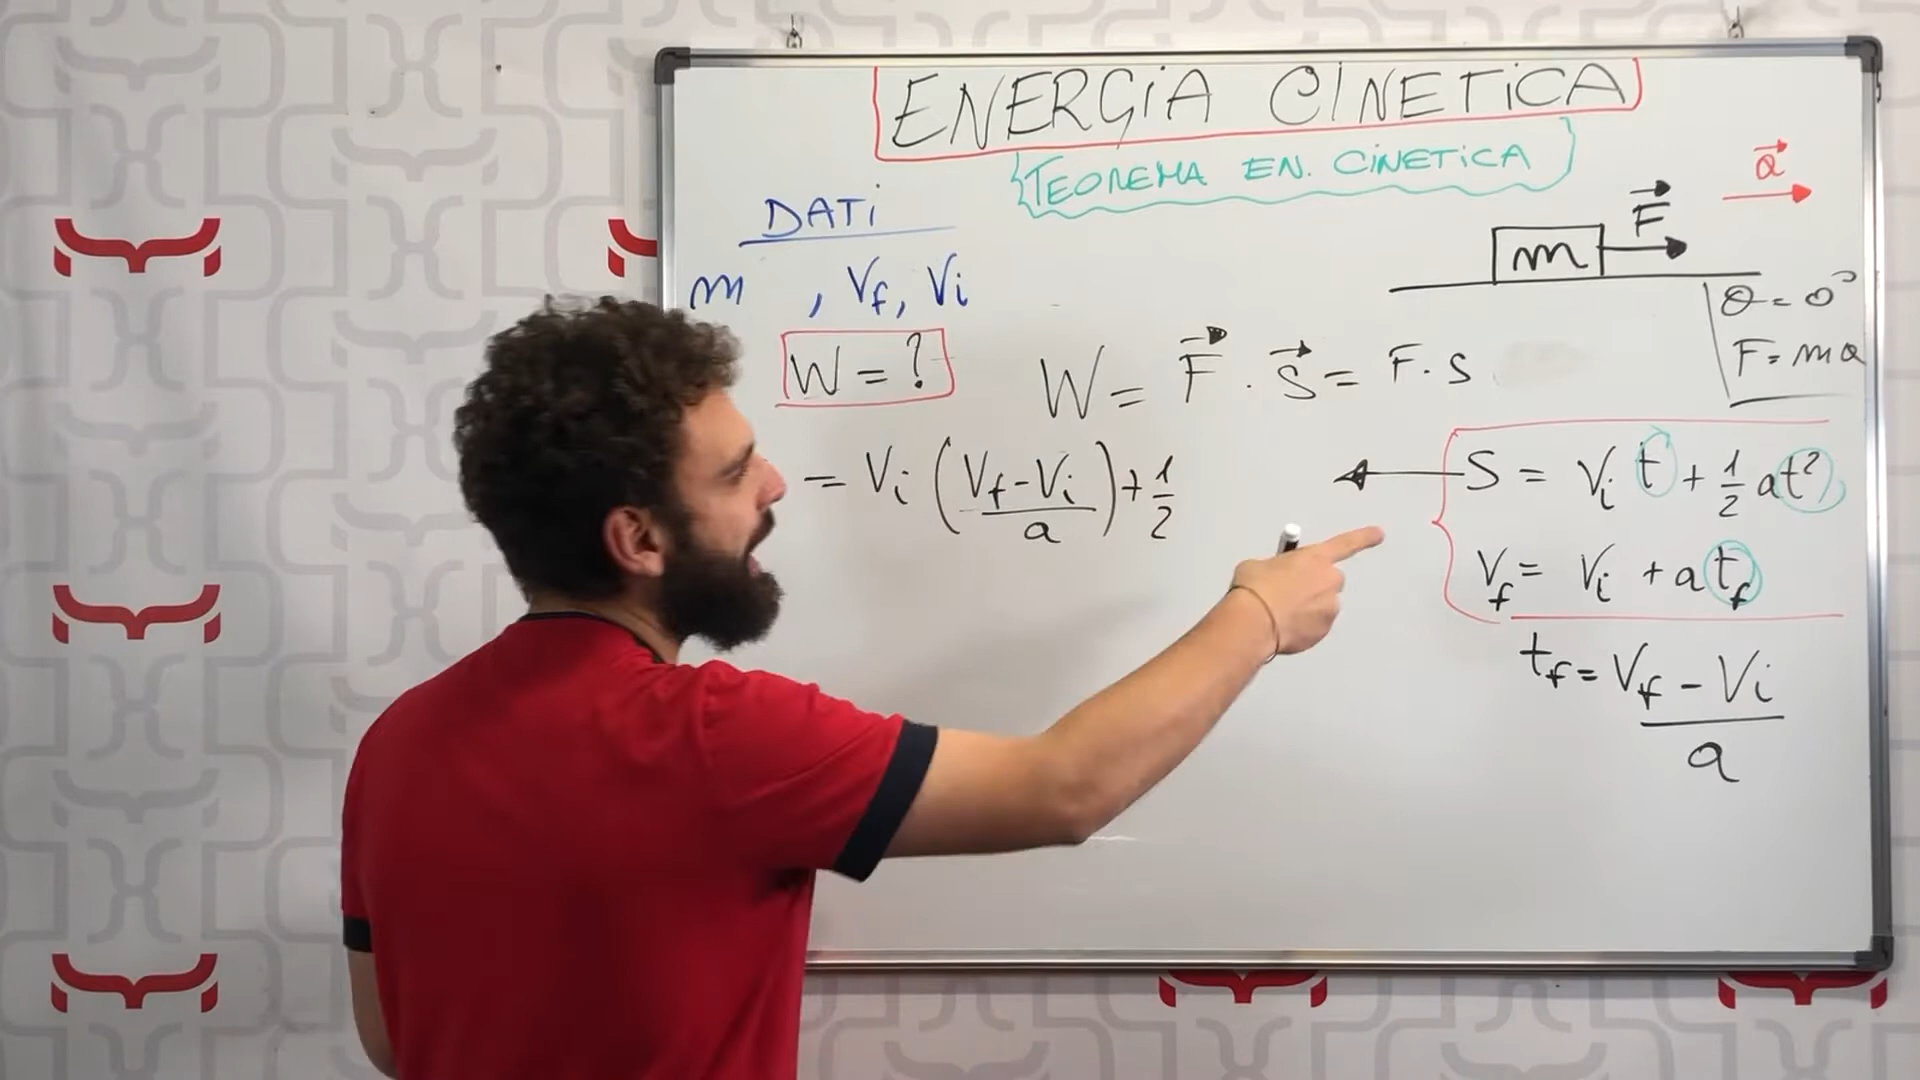 ENERGIA CINETICA
TEOREMA EN. CINETICA
DATI
m , Vf, Vi
W = ?
a⃗
m F⃗
θ = 0°
F = ma
W = F⃗ · S⃗ = F · S
= Vi (Vf - Vi / a) + 1/2
S = Vi t + 1/2 at²
Vf = Vi + a tf
tf = Vf - Vi / a